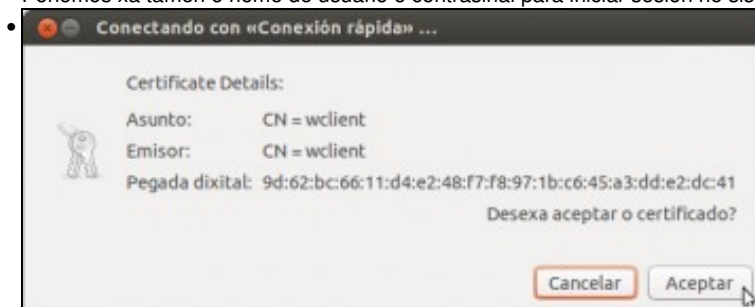 Conectando con «Conexión rápida» ...
Certificate Details:
Asunto: CN = wclient
Emisor: CN = wclient
Pegada dixital: 9d:62:bc:66:11:d4:e2:48:f7:f8:97:1b:c6:45:a3:dd:e2:dc:41
Desexa aceptar o certificado?
Cancelar Aceptar